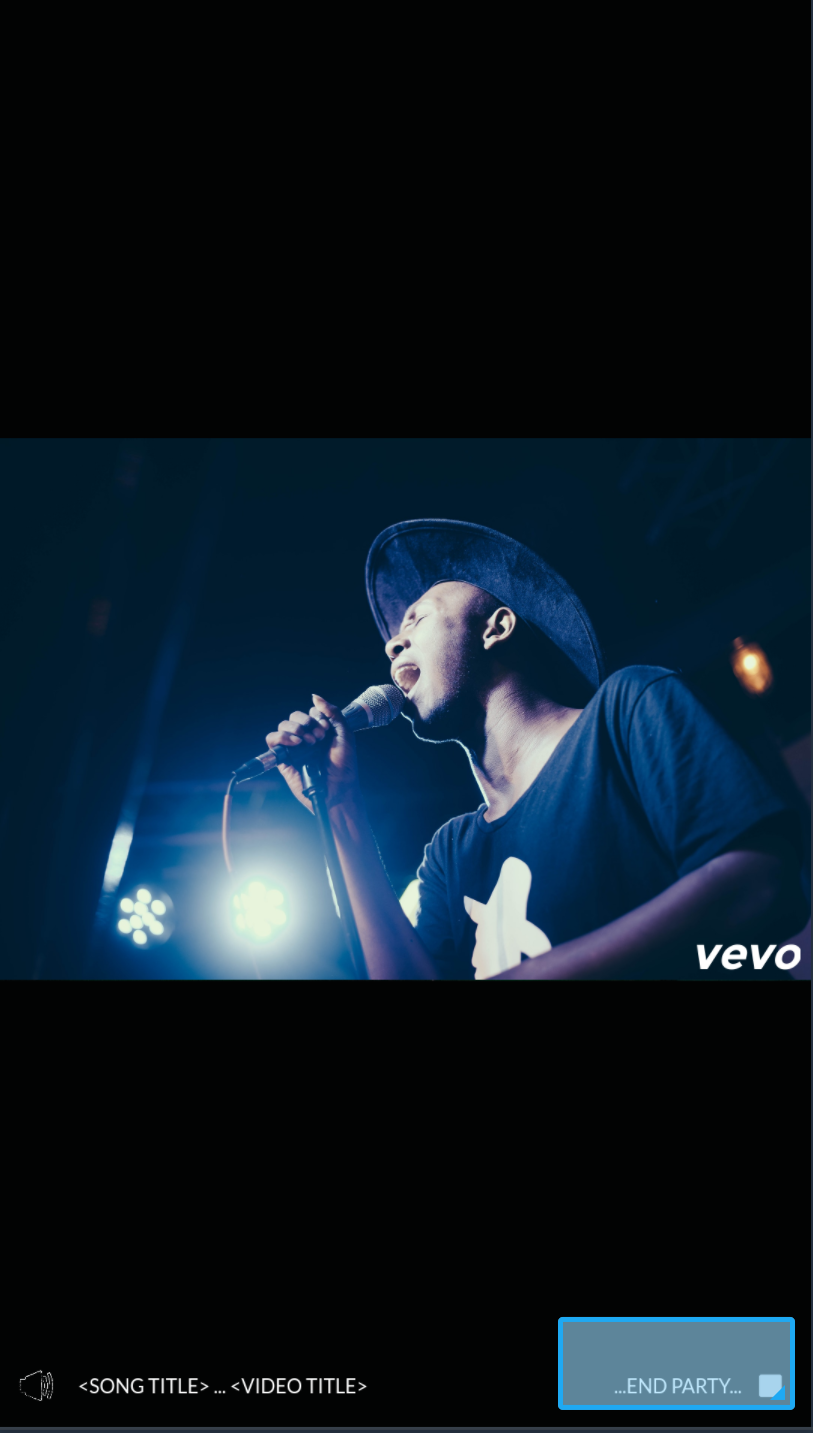 vevo
<SONG TITLE> ... <VIDEO TITLE>
...END PARTY...